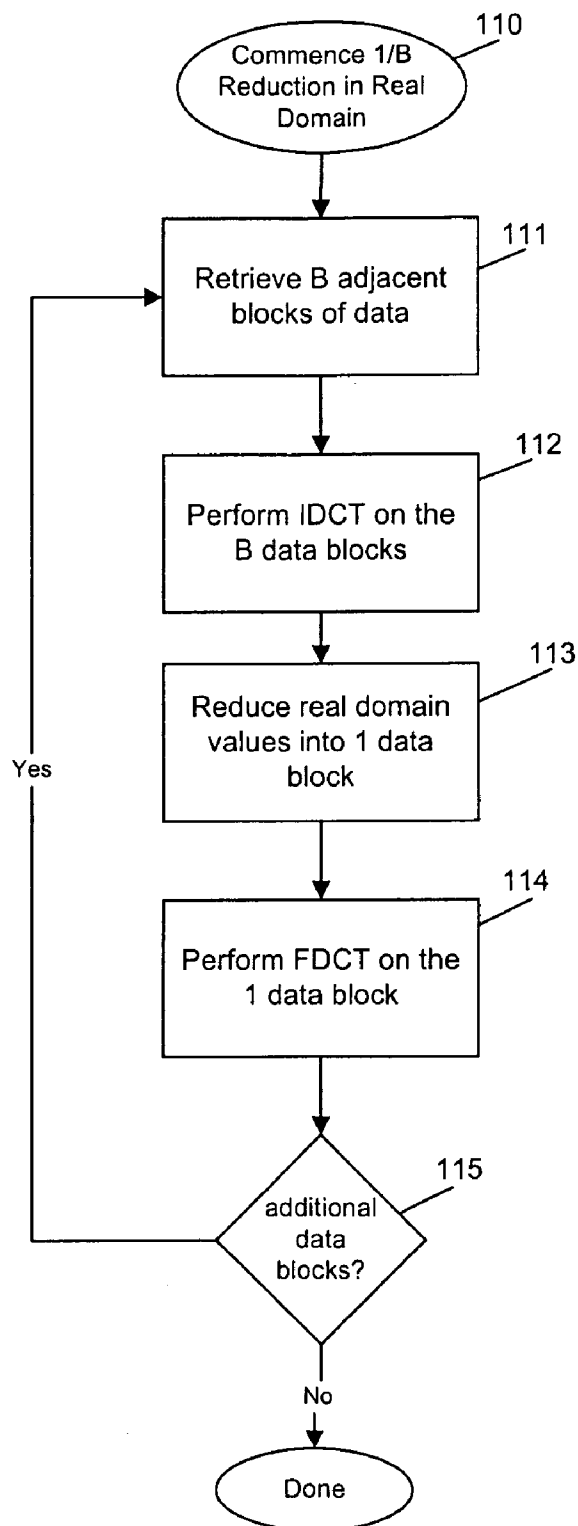 110
Commence 1/B
Reduction in Real
Domain
111
Retrieve B adjacent
blocks of data
112
Perform IDCT on the
B data blocks
113
Reduce real domain
values into 1 data
block
Yes
114
Perform FDCT on the
1 data block
115
additional
data
blocks?
No
Done